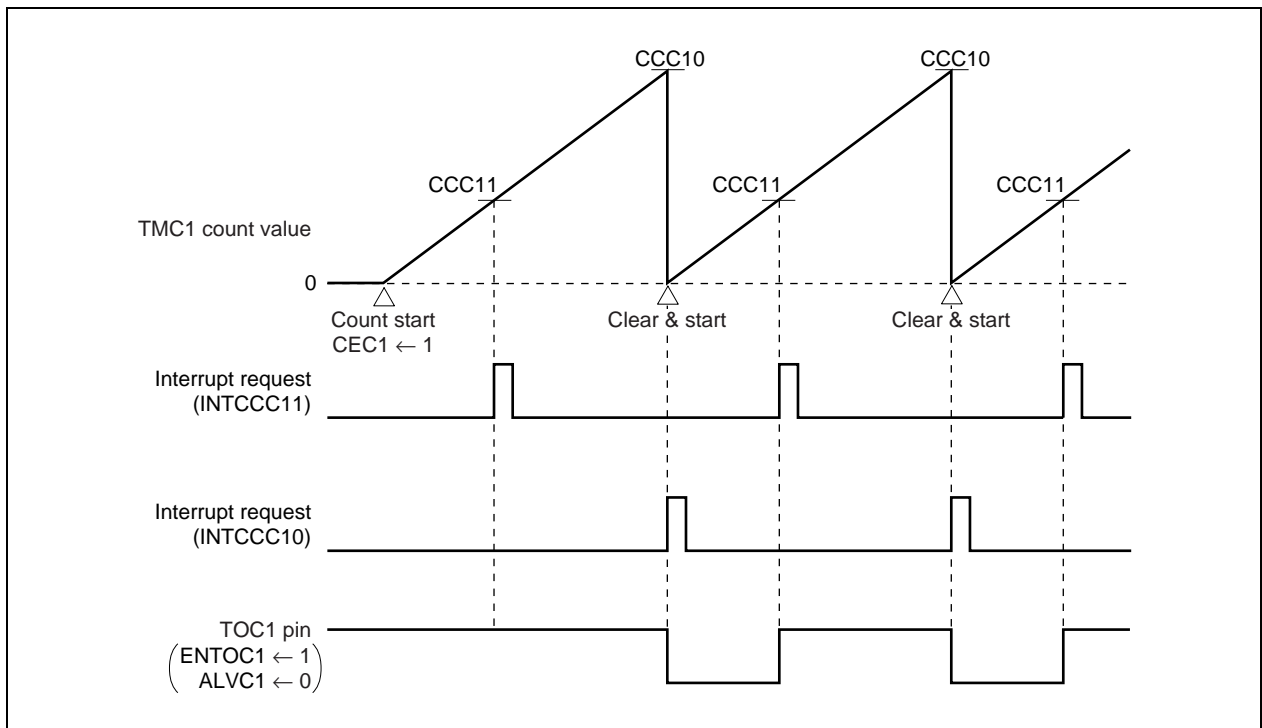 CCC10 CCC10
CCC11 CCC11 CCC11
TMC1 count value
0
Count start Clear & start Clear & start
CEC1 ← 1
Interrupt request
(INTCCC11)
Interrupt request
(INTCCC10)
TOC1 pin
(ENTOC1 ← 1
ALVC1 ← 0)